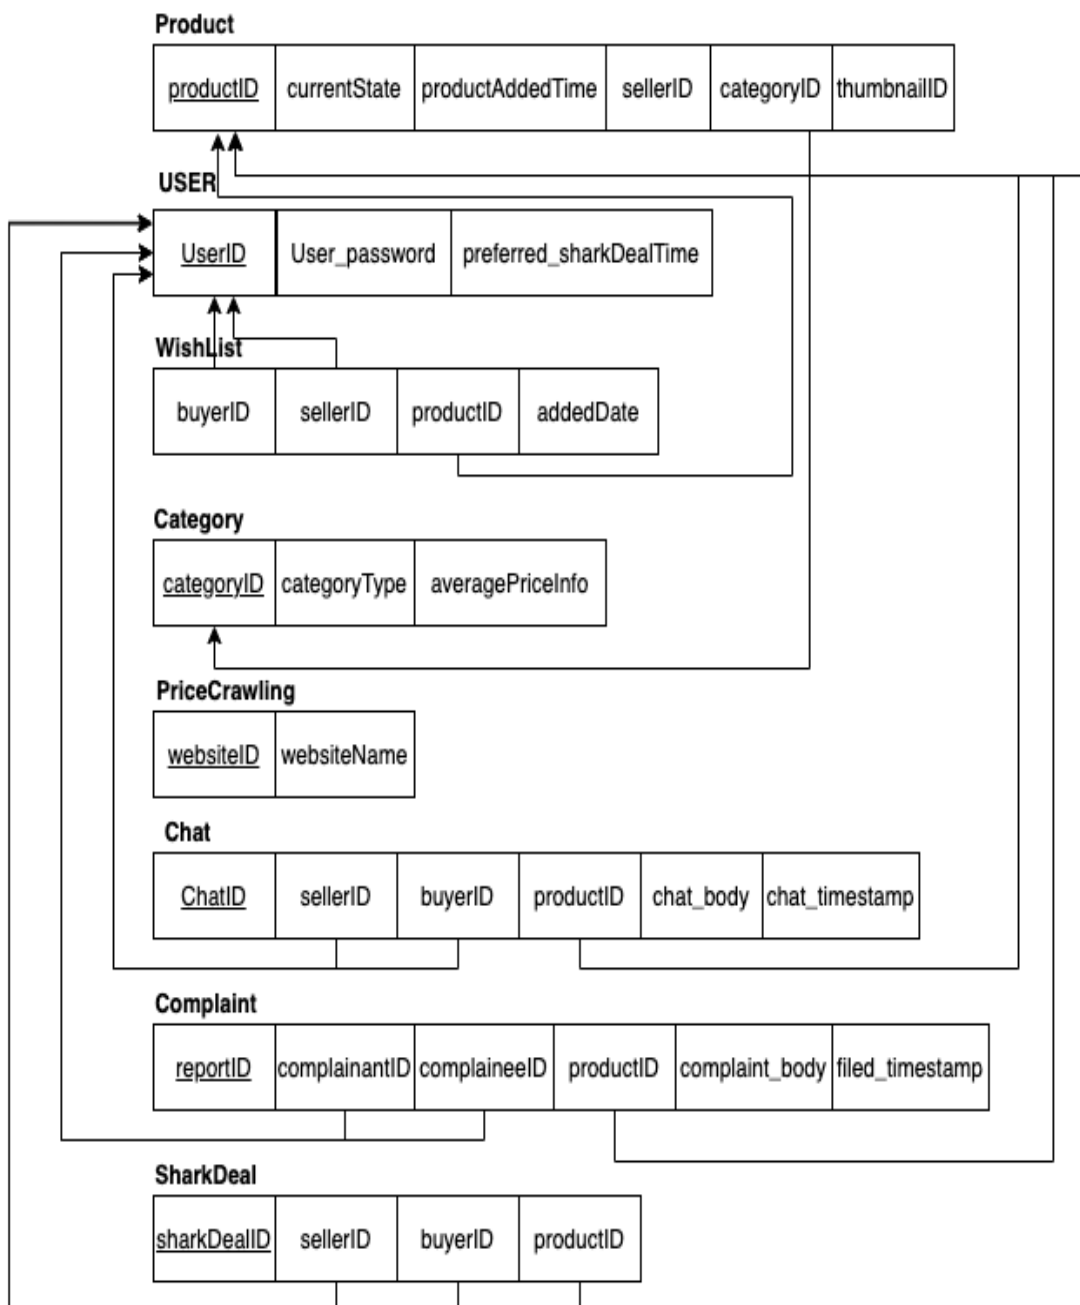 Product
productID currentState productAddedTime sellerID categoryID thumbnailID
USER
UserID User_password preferred_sharkDealTime
WishList
buyerID sellerID productID addedDate
Category
categoryID categoryType averagePriceInfo
PriceCrawling
websiteID websiteName
Chat
ChatID sellerID buyerID productID chat_body chat_timestamp
Complaint
reportID complainantID complaineeID productID complaint_body filed_timestamp
SharkDeal
sharkDealID sellerID buyerID productID